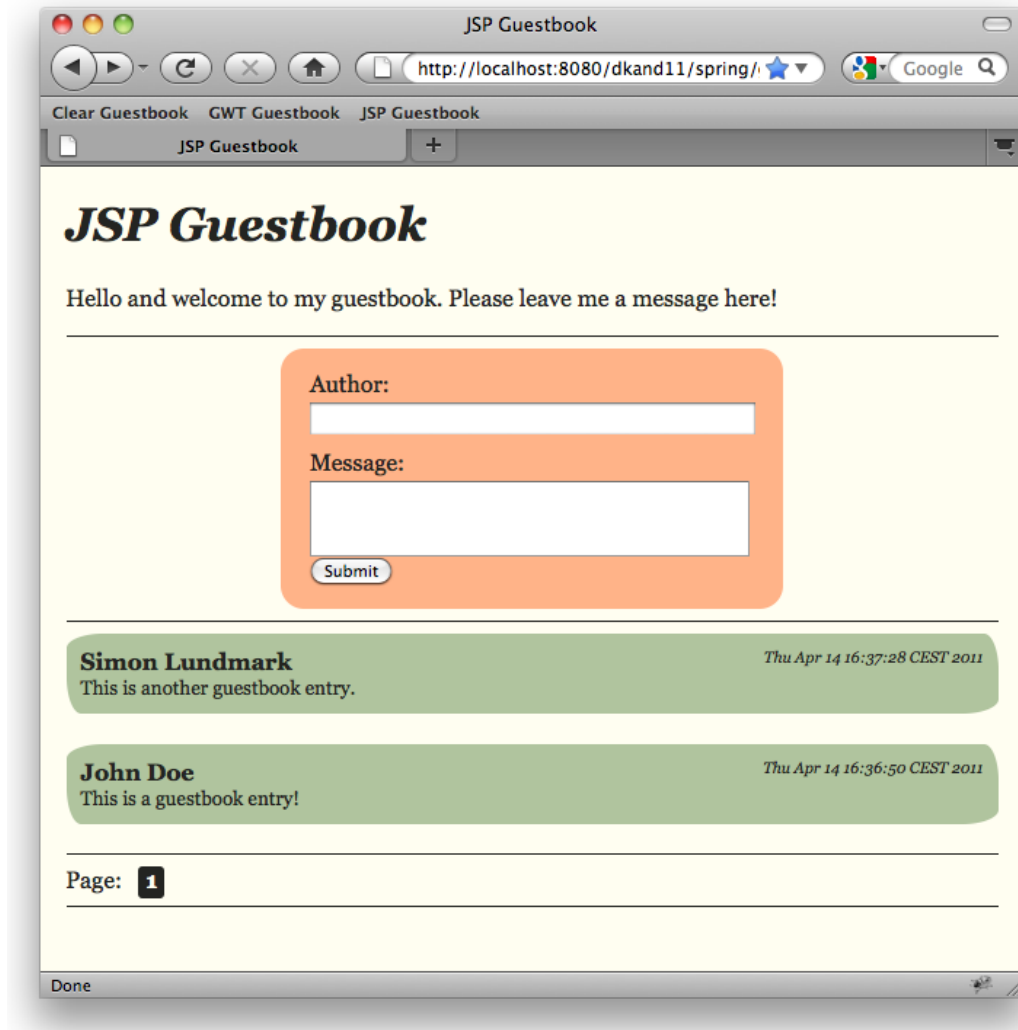 JSP Guestbook
http://localhost:8080/dkand11/spring/
Google
Clear Guestbook GWT Guestbook JSP Guestbook
JSP Guestbook +
JSP Guestbook
Hello and welcome to my guestbook. Please leave me a message here!
Author:
Message:
Submit
Simon Lundmark Thu Apr 14 16:37:28 CEST 2011
This is another guestbook entry.
John Doe Thu Apr 14 16:36:50 CEST 2011
This is a guestbook entry!
Page: 1
Done